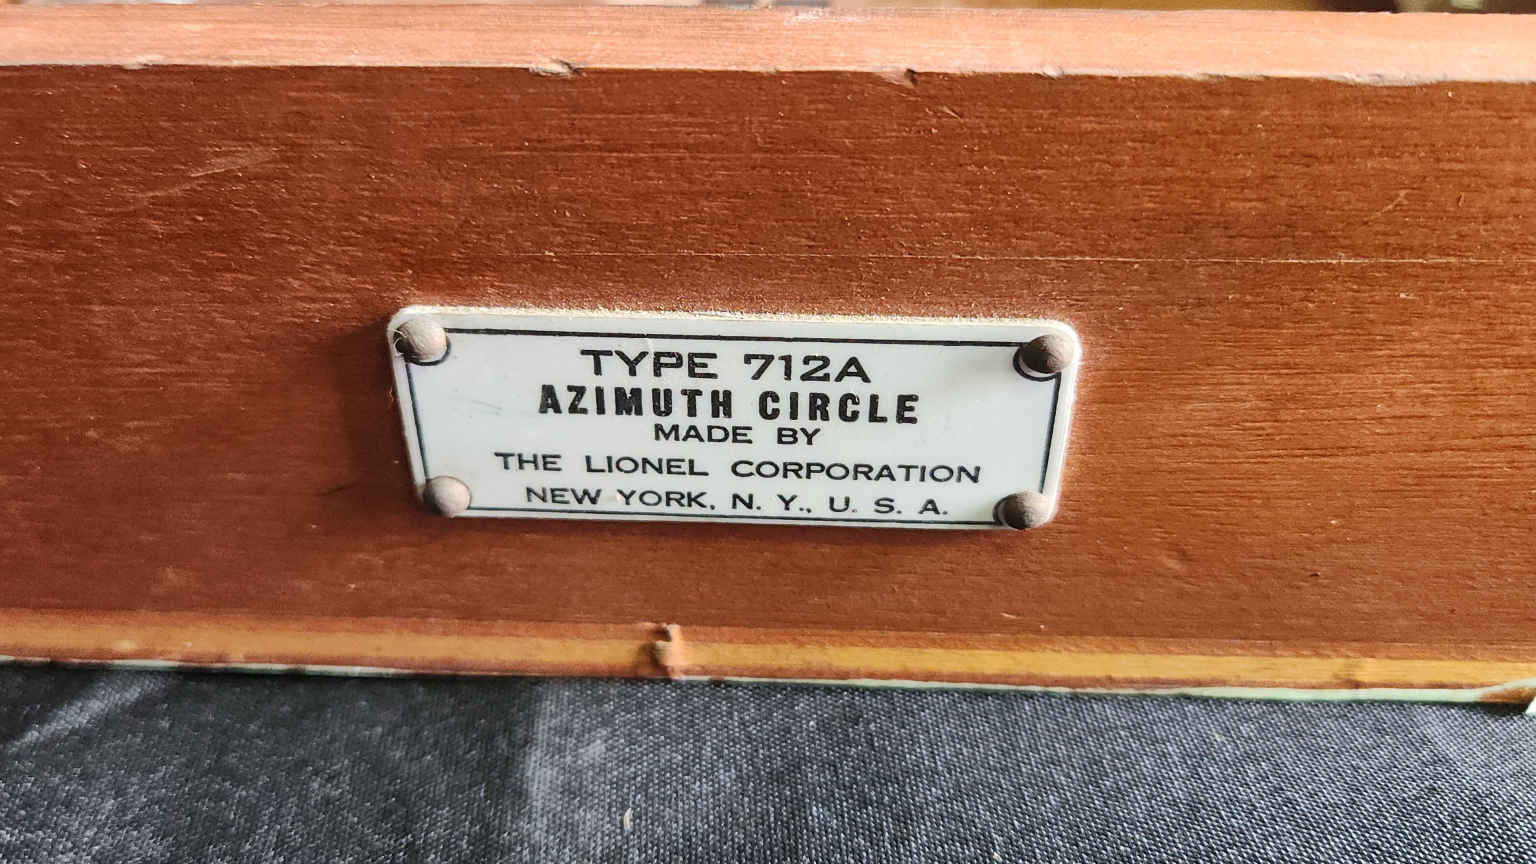 TYPE 712A
AZIMUTH CIRCLE
MADE BY
THE LIONEL CORPORATION
NEW YORK, N. Y., U. S. A.